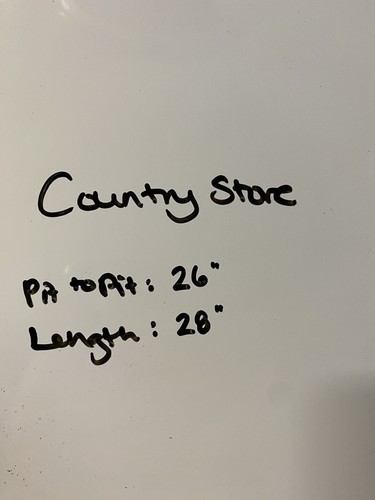 Country Store
Pit to Pit: 26"
Length: 28"